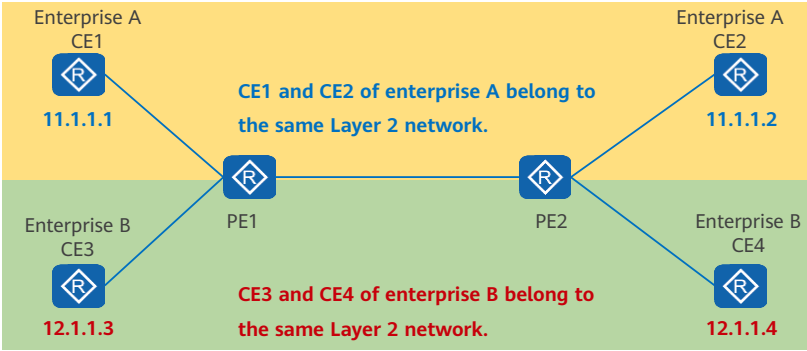 Enterprise A
CE1
R
11.1.1.1
Enterprise A
CE2
R
11.1.1.2
CE1 and CE2 of enterprise A belong to
the same Layer 2 network.
R
PE1
R
PE2
Enterprise B
CE3
R
12.1.1.3
Enterprise B
CE4
R
12.1.1.4
CE3 and CE4 of enterprise B belong to
the same Layer 2 network.